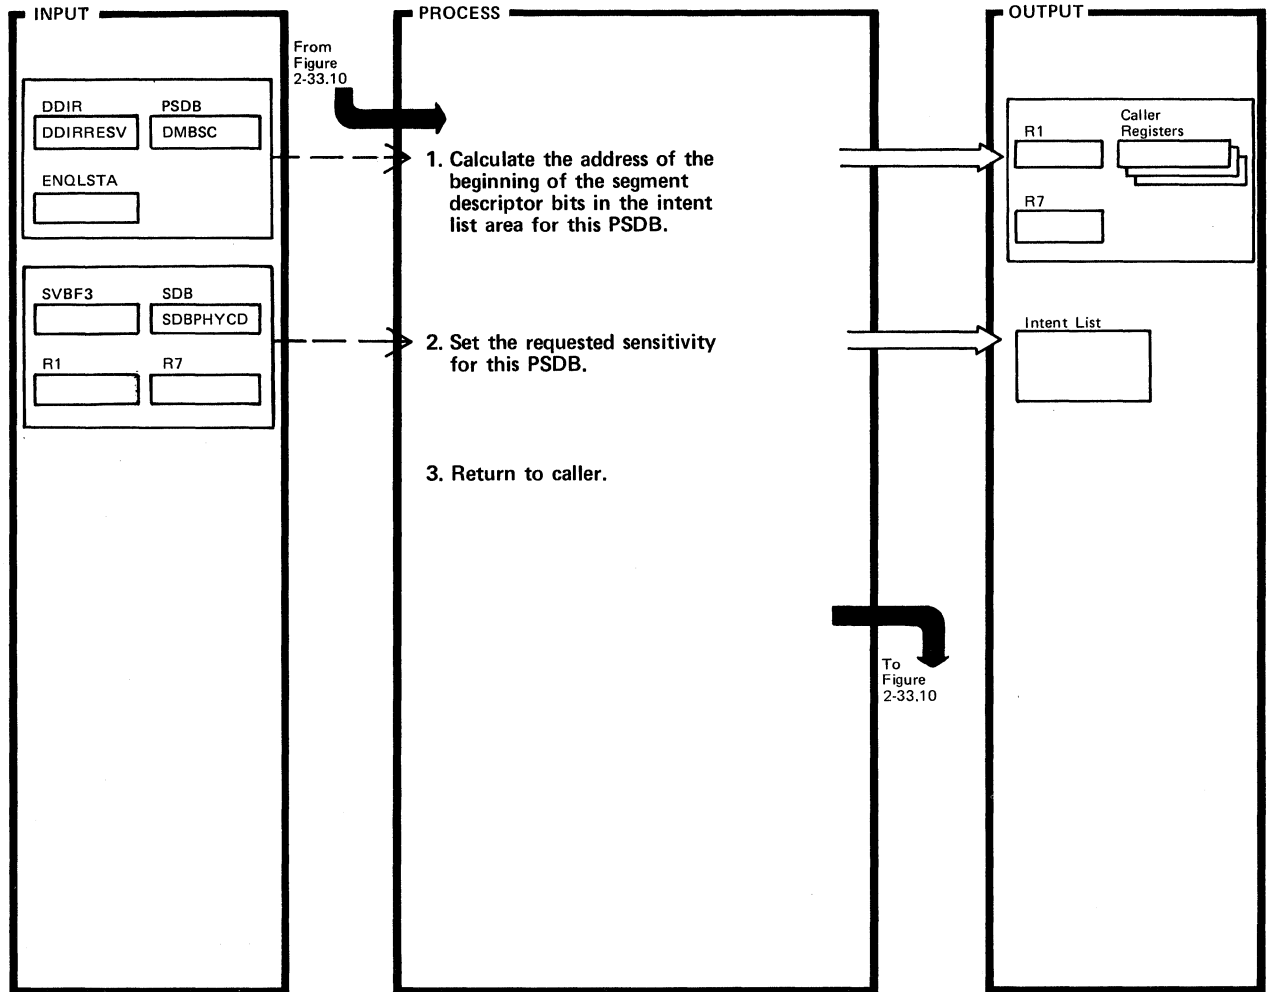 INPUT
PROCESS
OUTPUT
From
Figure
2-33.10
DDIR
PSDB
DDIRRESV
DMBSC
ENQLSTA
1. Calculate the address of the
beginning of the segment
descriptor bits in the intent
list area for this PSDB.
R1
Caller
Registers
R7
SVBF3
SDB
SDBPHYCD
R1
R7
2. Set the requested sensitivity
for this PSDB.
Intent List
3. Return to caller.
To
Figure
2-33.10